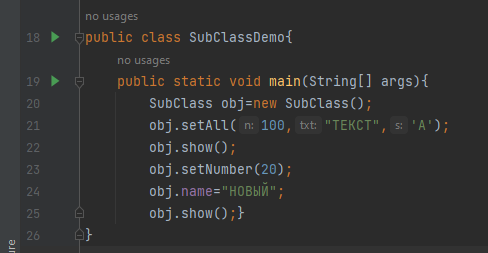 no usages
18 public class SubClassDemo{
no usages
19 public static void main(String[] args){
20 SubClass obj=new SubClass();
21 obj.setAll( n: 100, txt: "ТЕКСТ", s: 'A');
22 obj.show();
23 obj.setNumber(20);
24 obj.name="НОВЫЙ";
25 obj.show();}
26 }